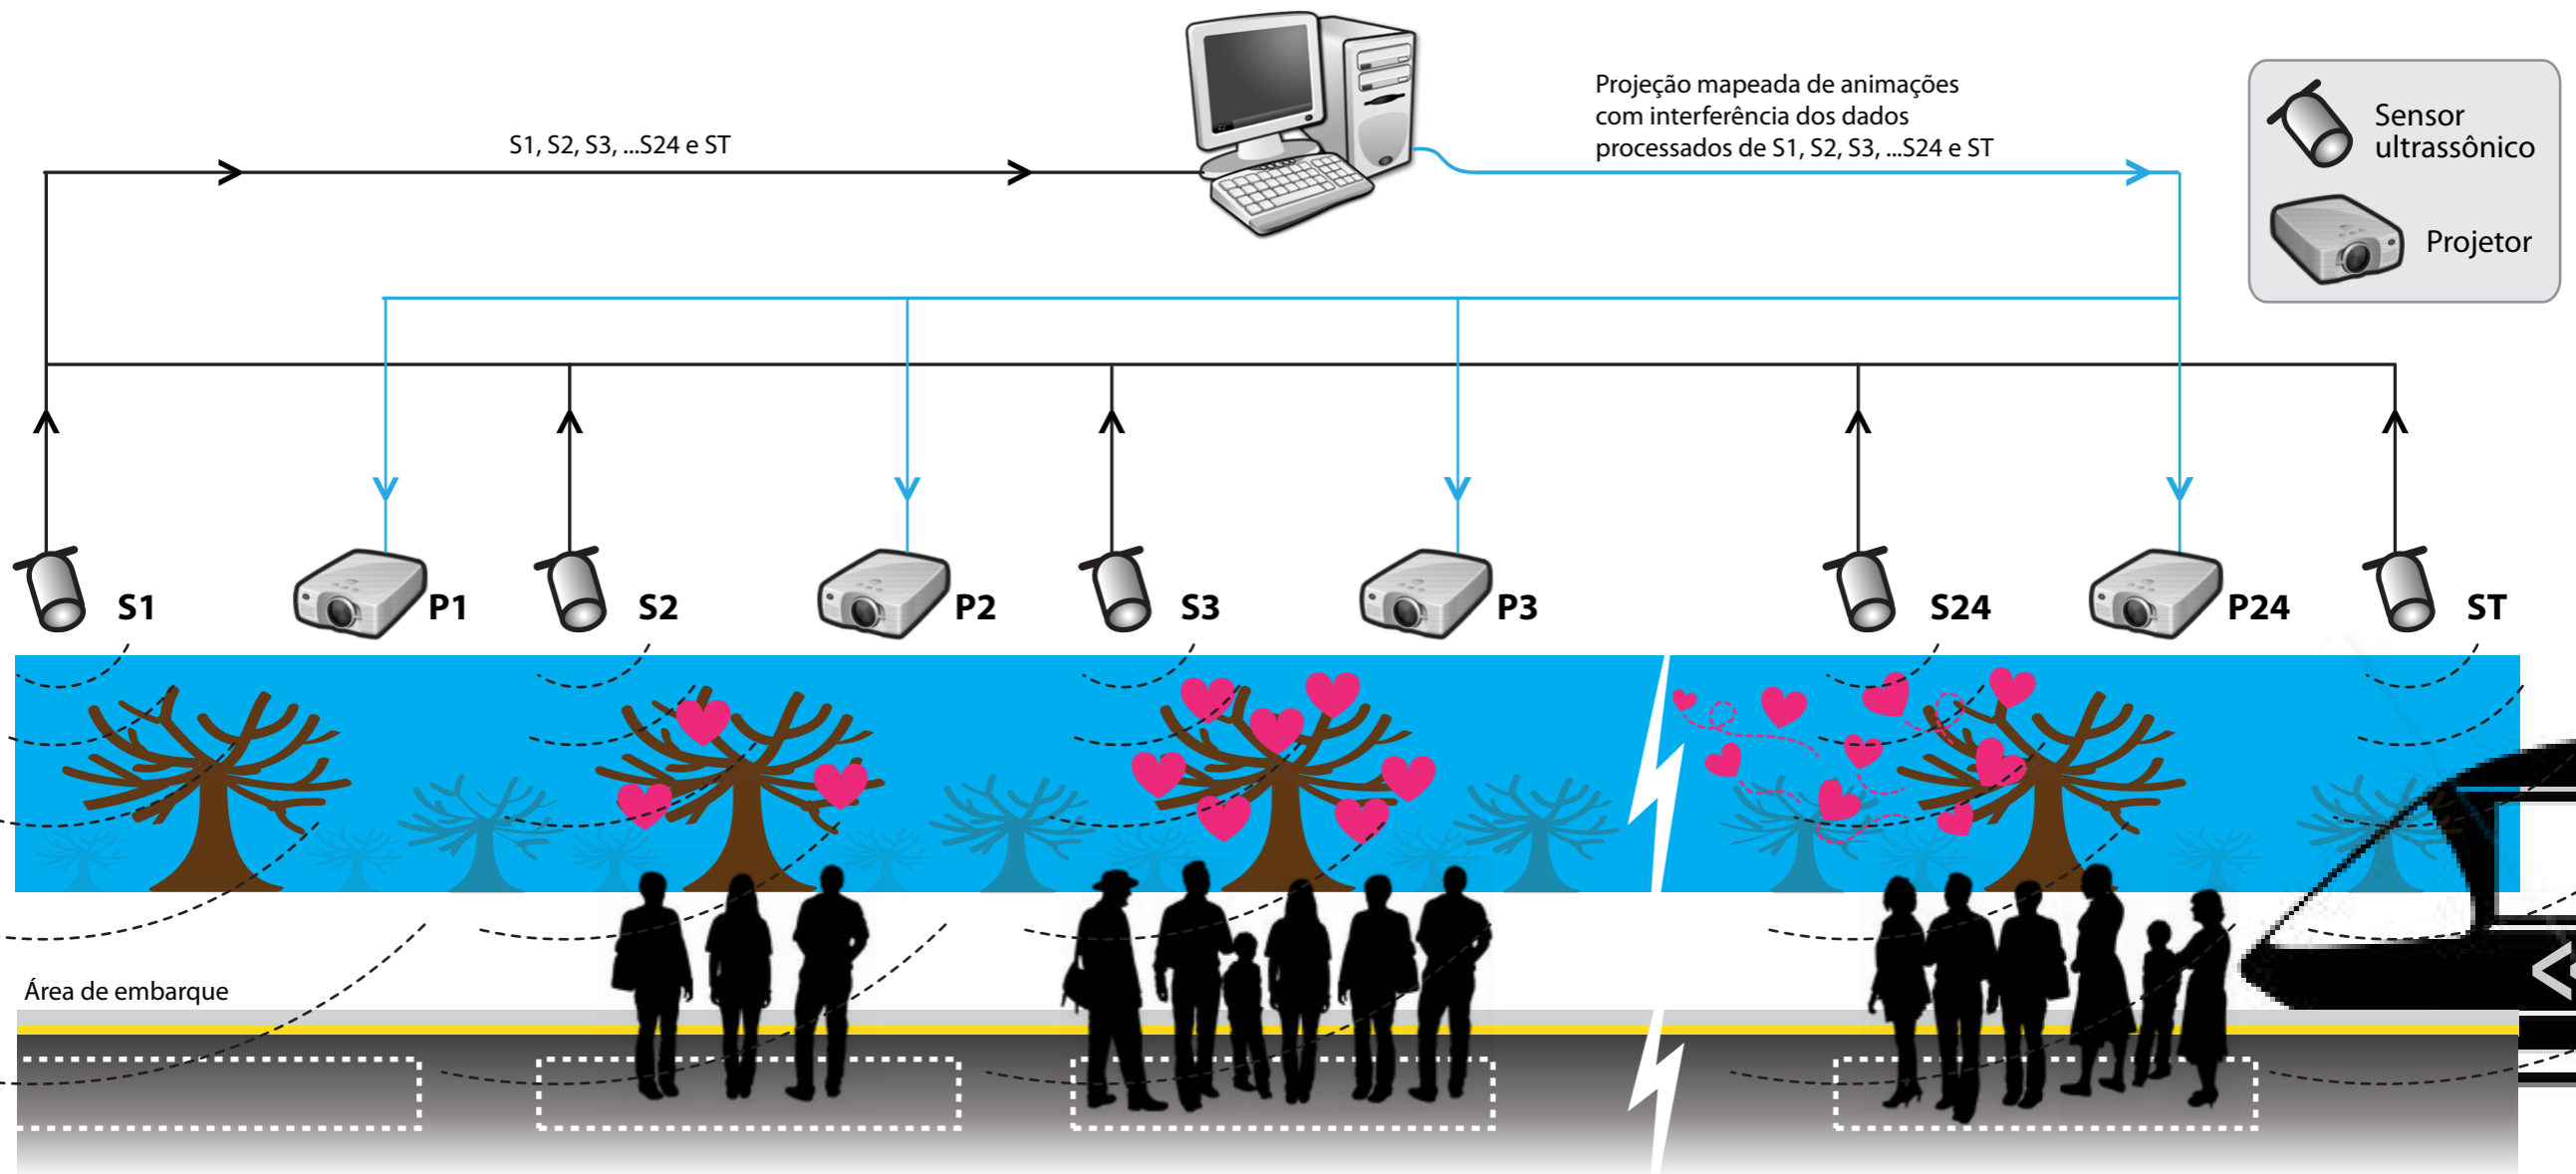 S1, S2, S3, ...S24 e ST
Projeção mapeada de animações
com interferência dos dados
processados de S1, S2, S3, ...S24 e ST
Sensor
ultrassônico
Projetor
S1
P1
S2
P2
S3
P3
S24
P24
ST
Área de embarque